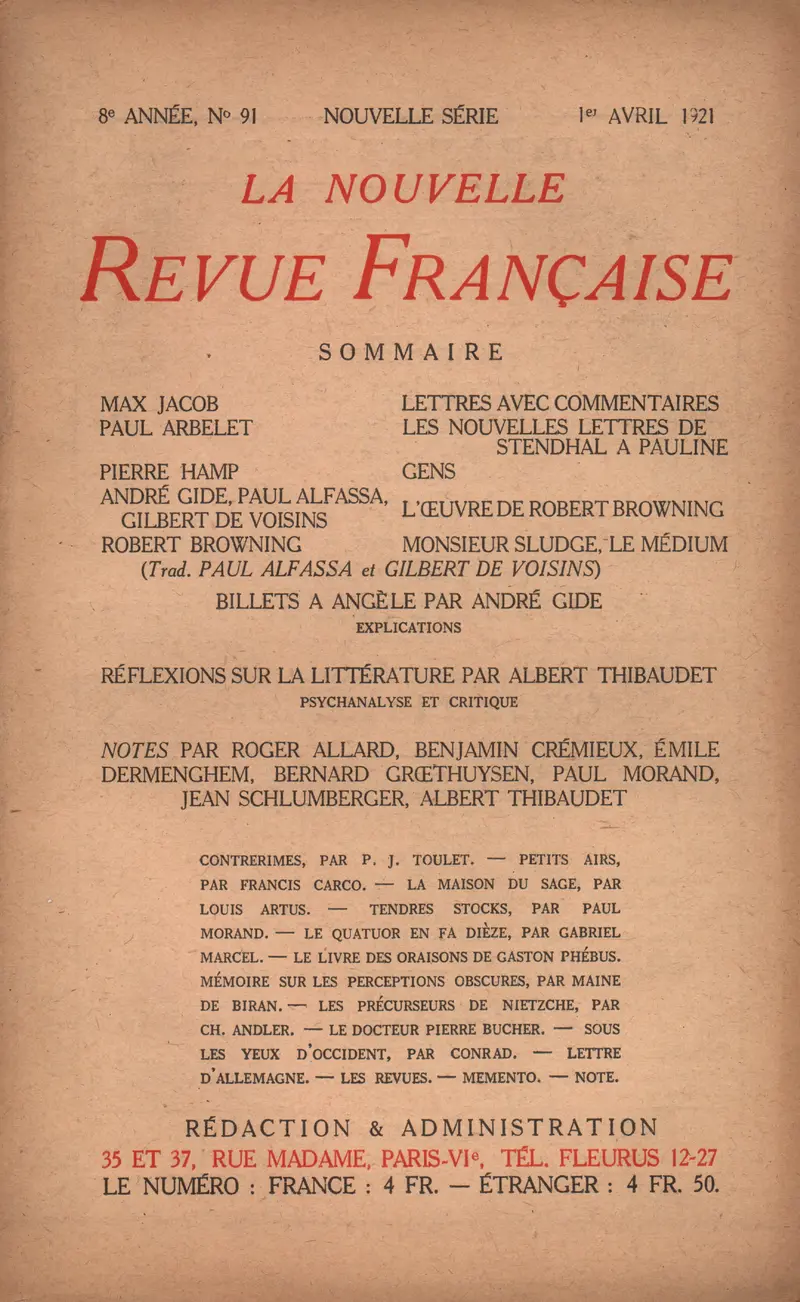 8e ANNÉE, No 91 NOUVELLE SÉRIE 1er AVRIL 1921
LA NOUVELLE
REVUE FRANÇAISE
SOMMAIRE
MAX JACOB LETTRES AVEC COMMENTAIRES
PAUL ARBELET LES NOUVELLES LETTRES DE
STENDHAL A PAULINE
PIERRE HAMP GENS
ANDRÉ GIDE, PAUL ALFASSA,
GILBERT DE VOISINS L'ŒUVRE DE ROBERT BROWNING
ROBERT BROWNING MONSIEUR SLUDGE, LE MÉDIUM
(Trad. PAUL ALFASSA et GILBERT DE VOISINS)
BILLETS A ANGÈLE PAR ANDRÉ GIDE
EXPLICATIONS
RÉFLEXIONS SUR LA LITTÉRATURE PAR ALBERT THIBAUDET
PSYCHANALYSE ET CRITIQUE
NOTES PAR ROGER ALLARD, BENJAMIN CRÉMIEUX, ÉMILE
DERMENGHEM, BERNARD GRŒTHUYSEN, PAUL MORAND,
JEAN SCHLUMBERGER, ALBERT THIBAUDET
CONTRERIMES, PAR P. J. TOULET. — PETITS AIRS,
PAR FRANCIS CARCO. — LA MAISON DU SAGE, PAR
LOUIS ARTUS. — TENDRES STOCKS, PAR PAUL
MORAND. — LE QUATUOR EN FA DIÈZE, PAR GABRIEL
MARCEL. — LE LIVRE DES ORAISONS DE GASTON PHÉBUS.
MÉMOIRE SUR LES PERCEPTIONS OBSCURES, PAR MAINE
DE BIRAN. — LES PRÉCURSEURS DE NIETZCHE, PAR
CH. ANDLER. — LE DOCTEUR PIERRE BUCHER. — SOUS
LES YEUX D'OCCIDENT, PAR CONRAD. — LETTRE
D'ALLEMAGNE. — LES REVUES. — MEMENTO. — NOTE.
RÉDACTION & ADMINISTRATION
35 ET 37, RUE MADAME, PARIS-VIe, TÉL. FLEURUS 12-27
LE NUMÉRO : FRANCE : 4 FR. — ÉTRANGER : 4 FR. 50.